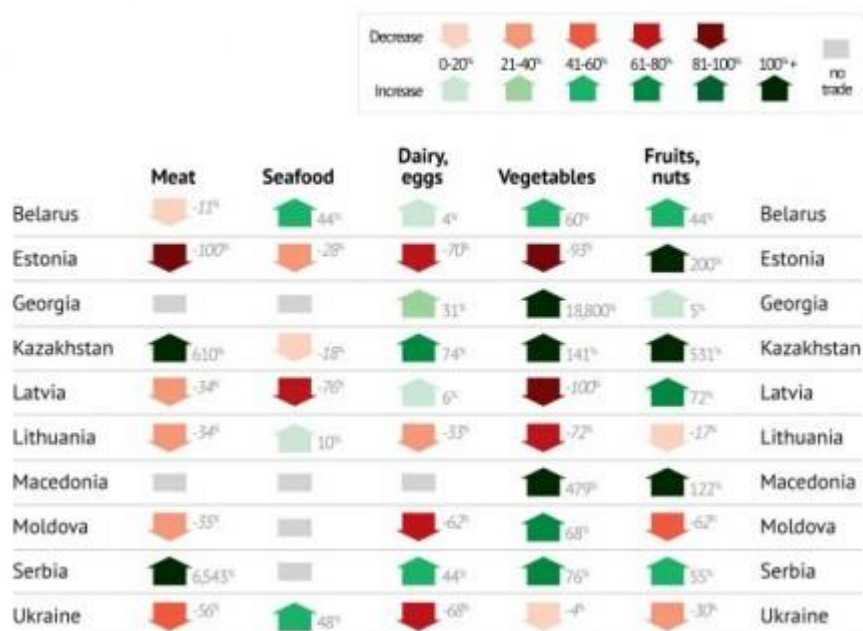 Decrease
0-20% 21-40% 41-60% 61-80% 81-100% 100%+ no trade
Increase
Meat Seafood Dairy, eggs Vegetables Fruits, nuts
Belarus -11% 44% 4% 60% 44% Belarus
Estonia -100% -28% -70% -93% 200% Estonia
Georgia 31% 18,800% 5% Georgia
Kazakhstan 610% -18% 74% 141% 531% Kazakhstan
Latvia -34% -76% 6% -100% 72% Latvia
Lithuania -34% 10% -33% -72% -17% Lithuania
Macedonia 479% 122% Macedonia
Moldova -35% -62% 68% -62% Moldova
Serbia 6,543% 44% 76% 55% Serbia
Ukraine -56% 48% -68% -4% -30% Ukraine